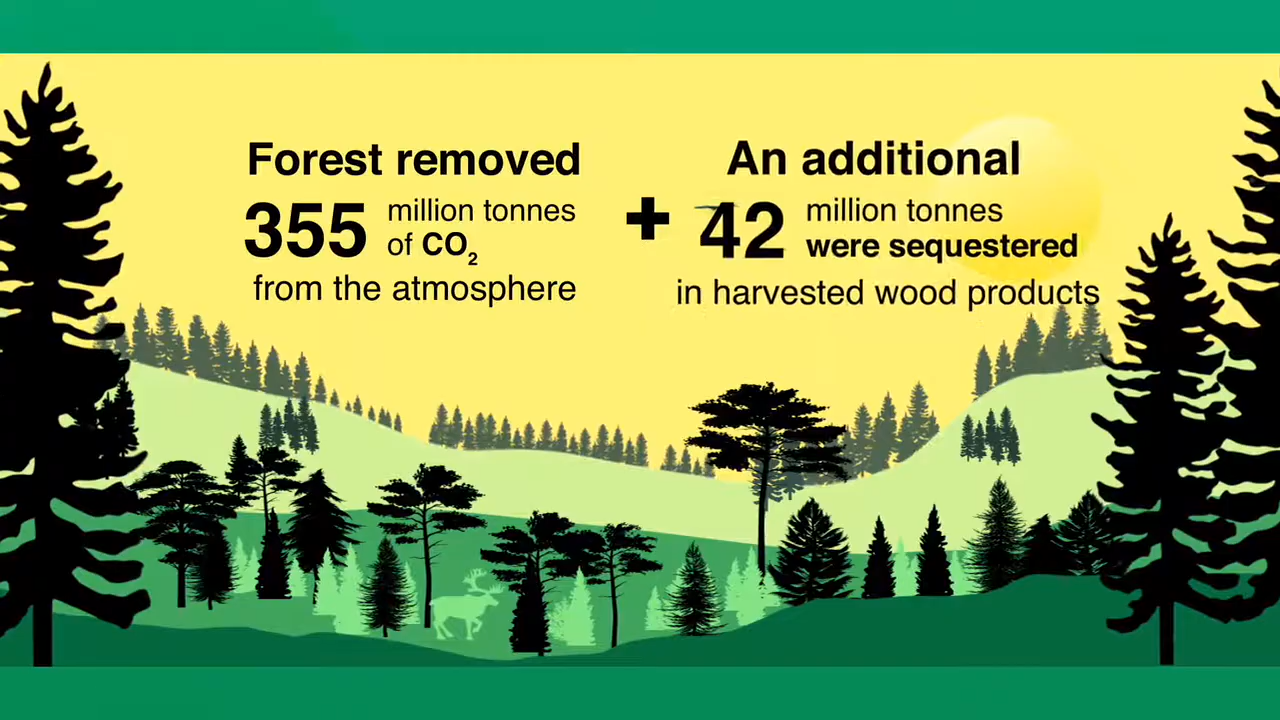 Forest removed
355 million tonnes
of CO₂
from the atmosphere
+
An additional
42 million tonnes
were sequestered
in harvested wood products